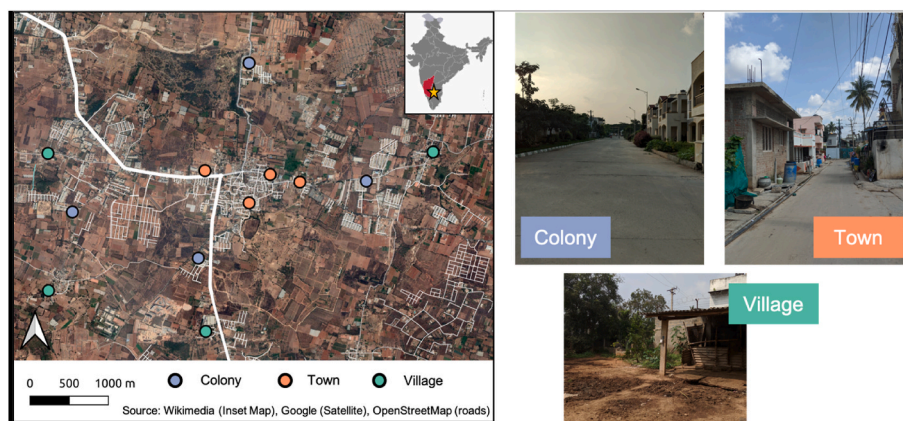 Colony
Town
Village
0 500 1000 m
Colony Town Village
Source: Wikimedia (Inset Map), Google (Satellite), OpenStreetMap (roads)